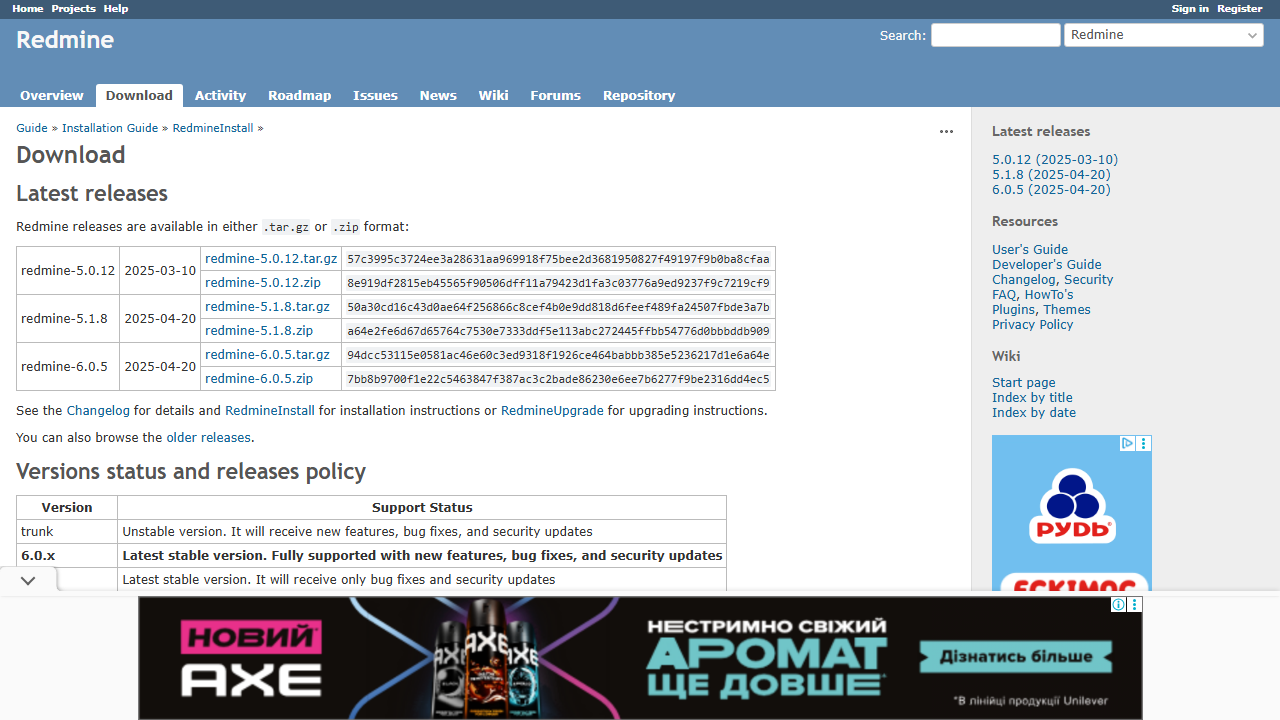 Home Projects Help Sign in Register
Redmine
Search: Redmine
Overview Download Activity Roadmap Issues News Wiki Forums Repository
Guide » Installation Guide » RedmineInstall »
Download
Latest releases
Redmine releases are available in either .tar.gz or .zip format:
redmine-5.0.12 2025-03-10 redmine-5.0.12.tar.gz 57c3995c3724ee3a28631aa969918f75bee2d3681950827f49197f9b0ba8cfaa
redmine-5.0.12.zip 8e919df2815eb45565f90506dff11a79423d1fa3c03776a9ed9237f9c7219cf9
redmine-5.1.8 2025-04-20 redmine-5.1.8.tar.gz 50a30cd16c43d0ae64f256866c8cef4b0e9dd818d6feef489fa24507fbde3a7b
redmine-5.1.8.zip a64e2fe6d67d65764c7530e7333ddf5e113abc272445ffbb54776d0bbbddb909
redmine-6.0.5 2025-04-20 redmine-6.0.5.tar.gz 94dcc53115e0581ac46e60c3ed9318f1926ce464babbb385e5236217d1e6a64e
redmine-6.0.5.zip 7bb8b9700f1e22c5463847f387ac3c2bade86230e6ee7b6277f9be2316dd4ec5
See the Changelog for details and RedmineInstall for installation instructions or RedmineUpgrade for upgrading instructions.
You can also browse the older releases.
Versions status and releases policy
Version Support Status
trunk Unstable version. It will receive new features, bug fixes, and security updates
6.0.x Latest stable version. Fully supported with new features, bug fixes, and security updates
Latest stable version. It will receive only bug fixes and security updates
Latest releases
5.0.12 (2025-03-10)
5.1.8 (2025-04-20)
6.0.5 (2025-04-20)
Resources
User's Guide
Developer's Guide
Changelog, Security
FAQ, HowTo's
Plugins, Themes
Privacy Policy
Wiki
Start page
Index by title
Index by date
РУДЬ
ЕСКІМОС
НОВИЙ*
AXE
AXE AXE AXE
НЕСТРИМНО СВІЖИЙ
АРОМАТ
ЩЕ ДОВШЕ*
Дізнатись більше
*В лінійці продукції Unilever